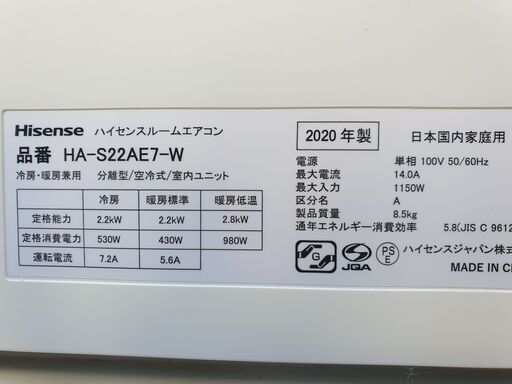 Hisense ハイセンスルームエアコン
品番 HA-S22AE7-W
冷房・暖房兼用 分離型/空冷式/室内ユニット
冷房 暖房標準 暖房低温
定格能力 2.2kW 2.2kW 2.8kW
定格消費電力 530W 430W 980W
運転電流 7.2A 5.6A
2020年製 日本国内家庭用
電源 単相 100V 50/60Hz
最大電流 14.0A
最大入力 1150W
区分名 A
製品質量 8.5kg
通年エネルギー消費効率 5.8(JIS C 9612
G JQA PS E ハイセンスジャパン株式
MADE IN C